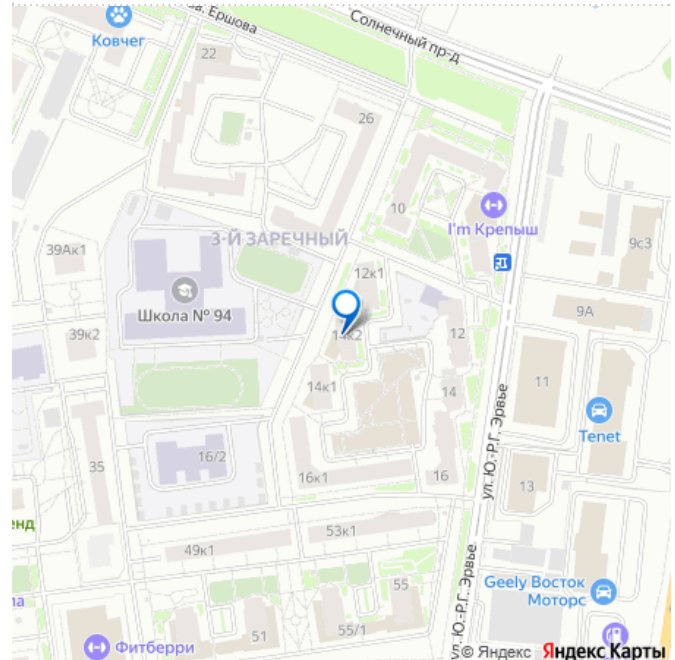 ва. Ершова
Солнечный пр-д
Ковчег
22
26
10
I'm Крепыш
3-Й ЗАРЕЧНЫЙ
39Ак1
9с3
12к1
Школа № 94
9А
39к2
14к2
12
14к1
14
11
Tenet
ул. Ю.-Р.Г. Эрвье
35
16/2
16к1
16
13
енд
53к1
49к1
55
Geely Восток
Моторс
ла
51
55/1
ул. Ю.-Р.Г. Эрвье
Фитберри
© Яндекс Яндекс Карты